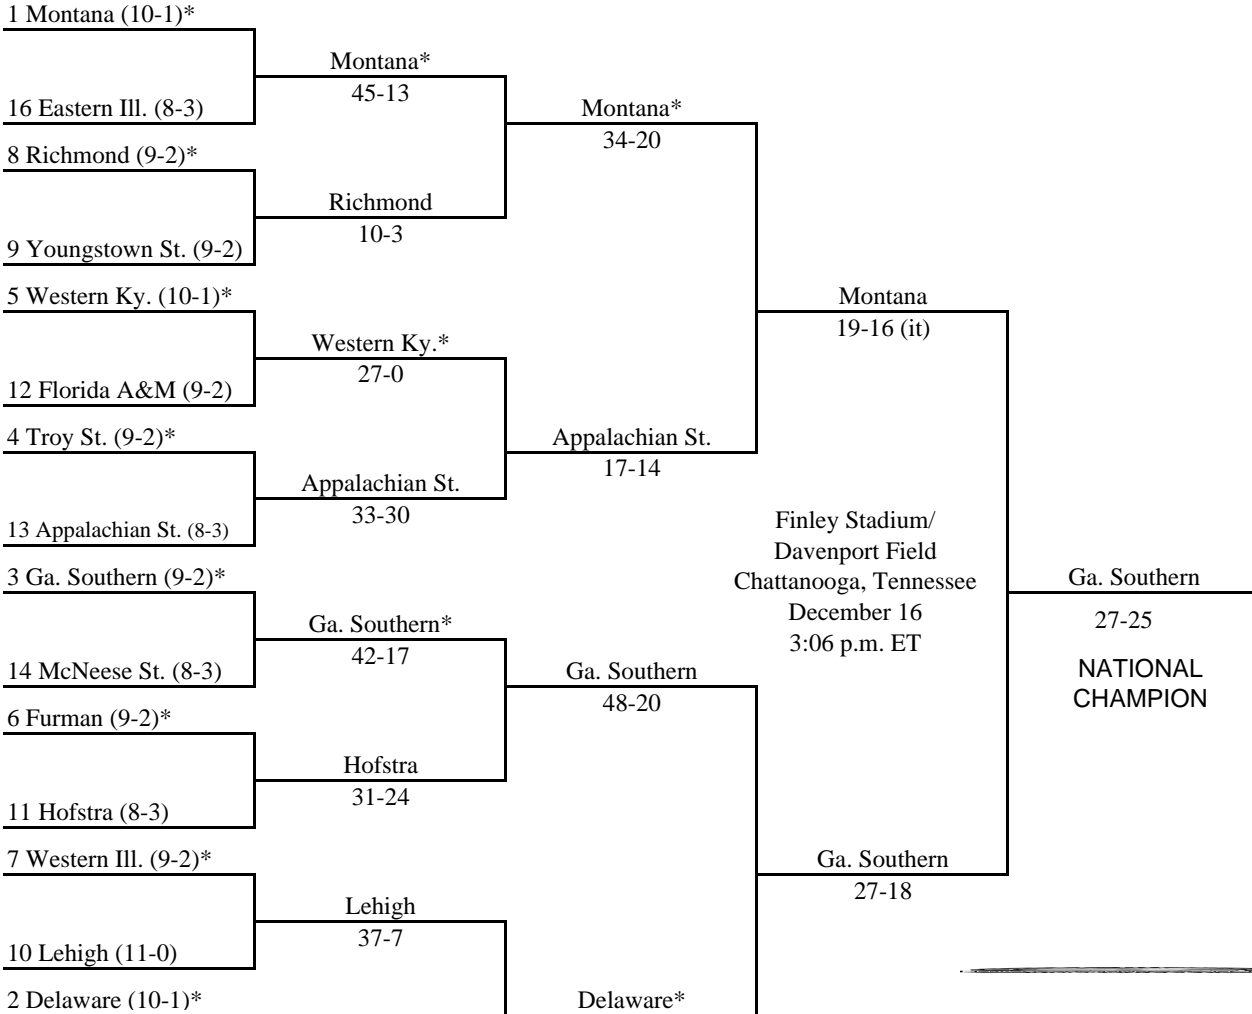 1 Montana (10-1)*
Montana*
45-13
16 Eastern Ill. (8-3)
Montana*
34-20
8 Richmond (9-2)*
Richmond
10-3
9 Youngstown St. (9-2)
5 Western Ky. (10-1)*
Montana
19-16 (it)
Western Ky.*
27-0
12 Florida A&M (9-2)
4 Troy St. (9-2)*
Appalachian St.
17-14
Appalachian St.
33-30
13 Appalachian St. (8-3)
Finley Stadium/
Davenport Field
Chattanooga, Tennessee
December 16
3:06 p.m. ET
3 Ga. Southern (9-2)*
Ga. Southern
27-25
NATIONAL
CHAMPION
Ga. Southern*
42-17
14 McNeese St. (8-3)
Ga. Southern
48-20
6 Furman (9-2)*
Hofstra
31-24
11 Hofstra (8-3)
7 Western Ill. (9-2)*
Ga. Southern
27-18
Lehigh
37-7
10 Lehigh (11-0)
2 Delaware (10-1)*
Delaware*